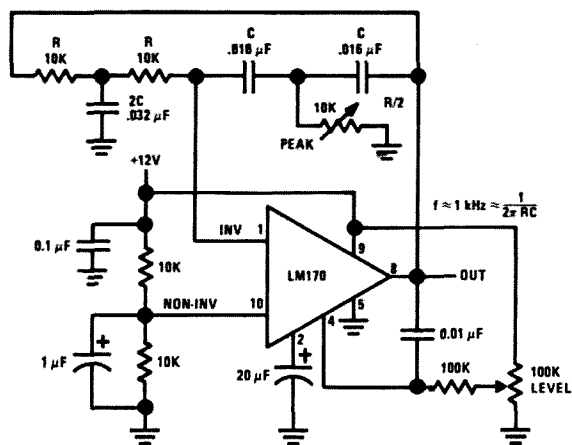 R
10K
R
10K
C
.016 µF
C
.016 µF
2C
.032 µF
10K
R/2
PEAK
+12V
f ≈ 1 kHz ≈ 1/2π RC
1
INV
9
0.1 µF
10K
LM170
8
OUT
NON-INV
10
5
4
2
0.01 µF
1 µF
+
10K
20 µF
+
100K
100K
LEVEL